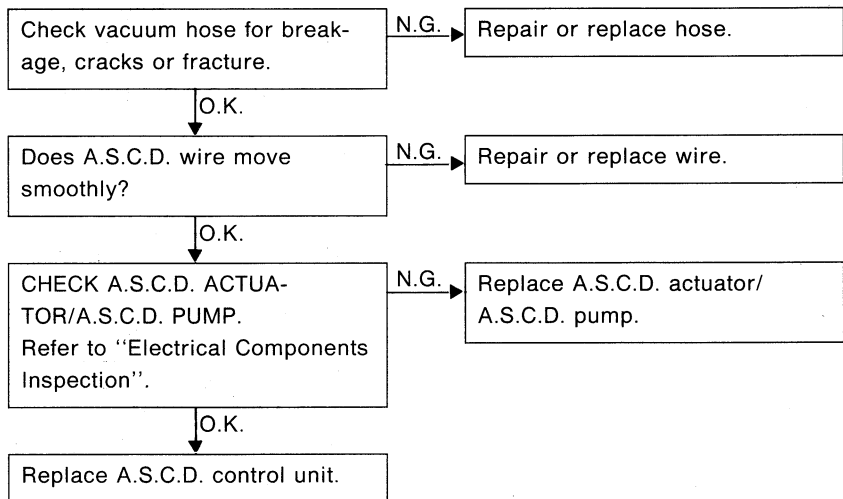 Check vacuum hose for break-
age, cracks or fracture.
N.G.
Repair or replace hose.
O.K.
Does A.S.C.D. wire move
smoothly?
N.G.
Repair or replace wire.
O.K.
CHECK A.S.C.D. ACTUA-
TOR/A.S.C.D. PUMP.
Refer to ‘‘Electrical Components
Inspection’’.
N.G.
Replace A.S.C.D. actuator/
A.S.C.D. pump.
O.K.
Replace A.S.C.D. control unit.